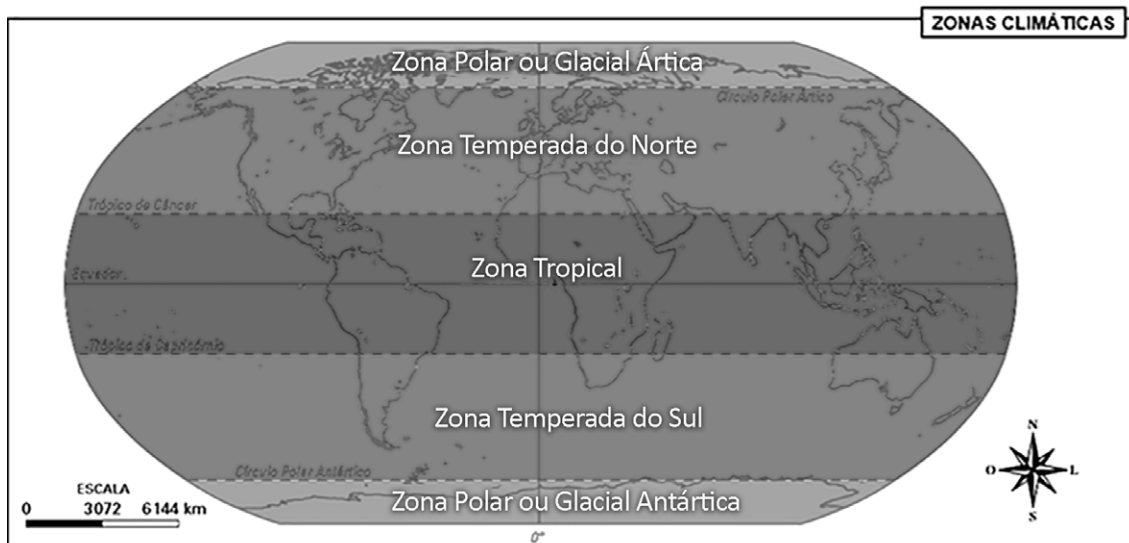 ZONAS CLIMÁTICAS
Zona Polar ou Glacial Ártica
Círculo Polar Ártico
Zona Temperada do Norte
Trópico de Câncer
Zona Tropical
Equador
Trópico de Capricórnio
Zona Temperada do Sul
Círculo Polar Antártico
Zona Polar ou Glacial Antártica
ESCALA
0 3072 6144 km
0°
N
O L
S